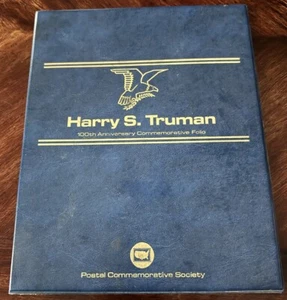 Harry S. Truman
100th Anniversary Commemorative Folio
Postal Commemorative Society